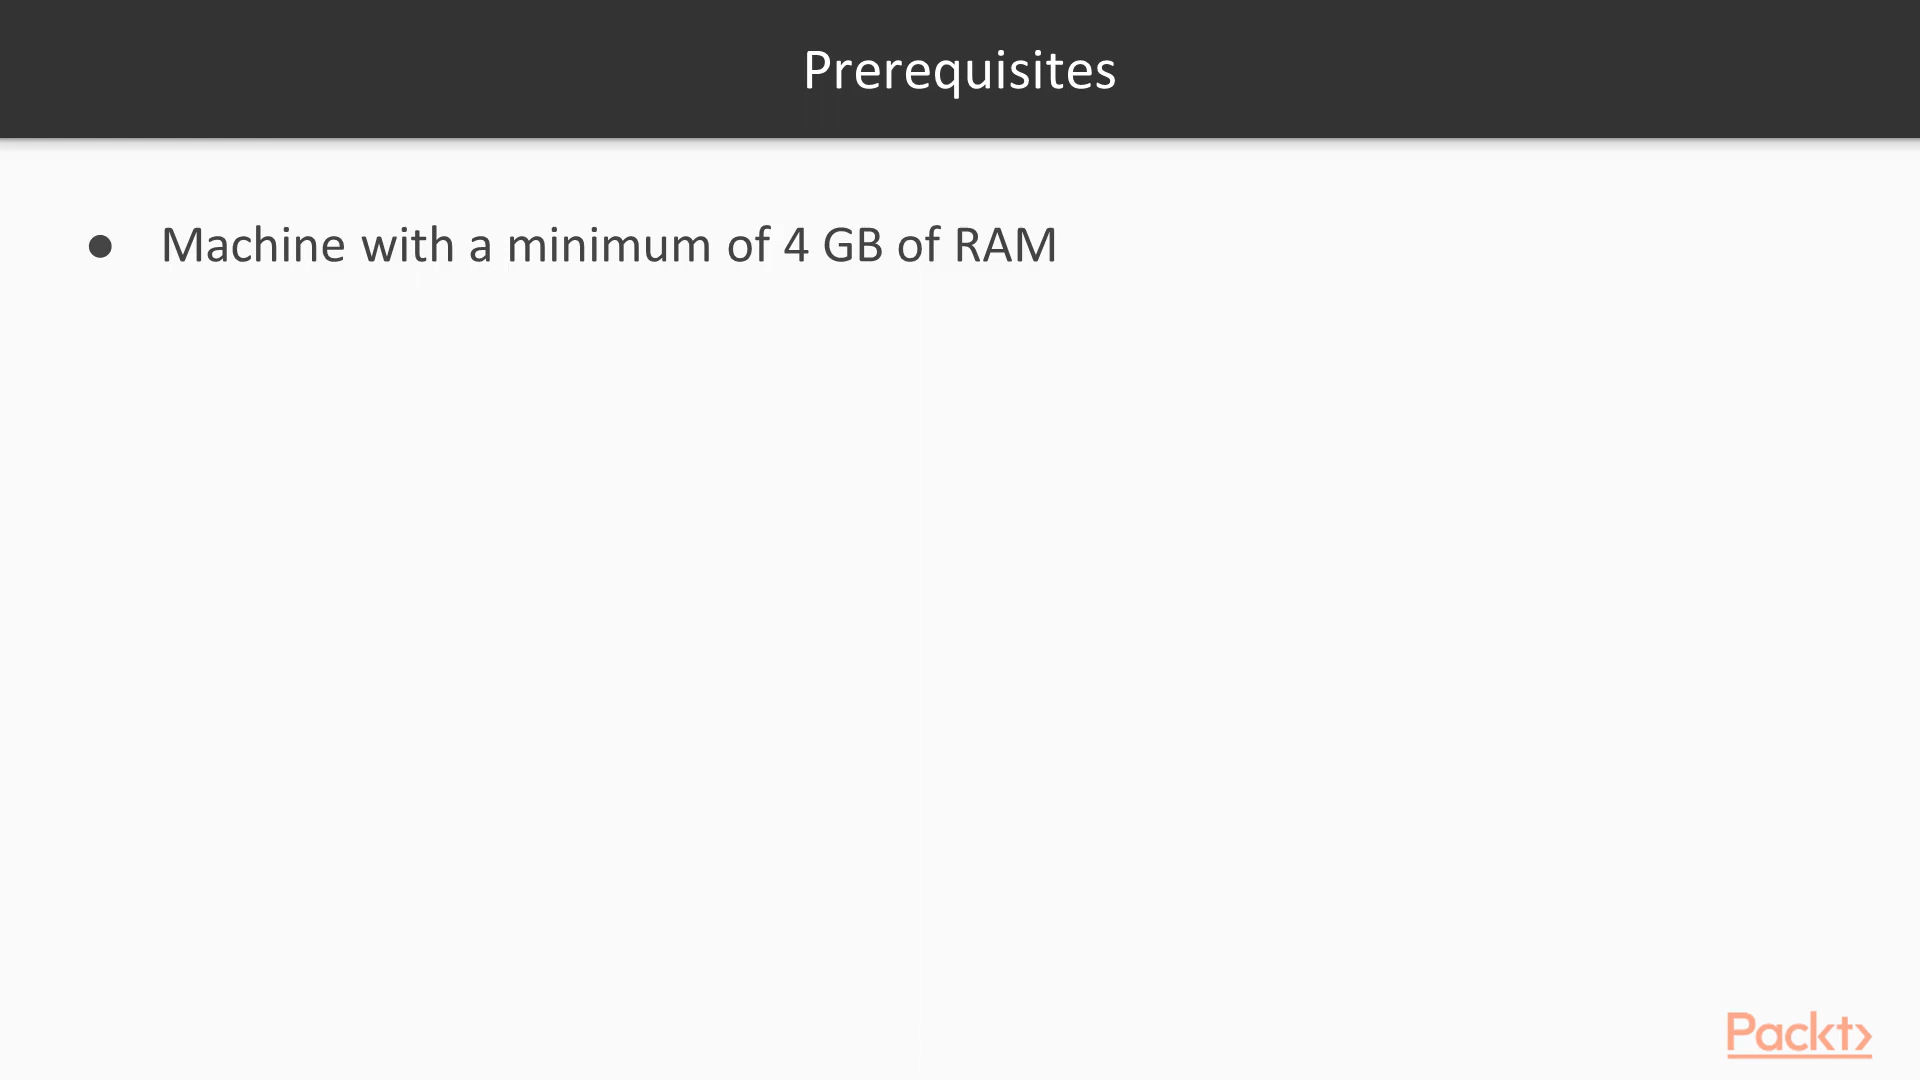 Prerequisites
● Machine with a minimum of 4 GB of RAM
Packt>